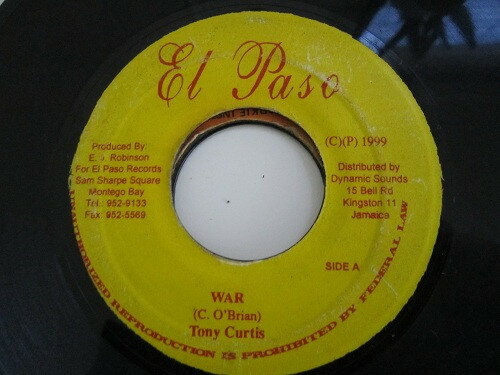 El Paso
Produced By:
E. J. Robinson
For El Paso Records
Sam Sharpe Square
Montego Bay
Tel: 952-9133
Fax: 952-5569
(C)(P) 1999
Distributed by
Dynamic Sounds
15 Bell Rd
Kingston 11
Jamaica
SIDE A
WAR
(C. O'Brian)
Tony Curtis
UNAUTHORIZED REPRODUCTION IS PROHIBITED BY FEDERAL LAW